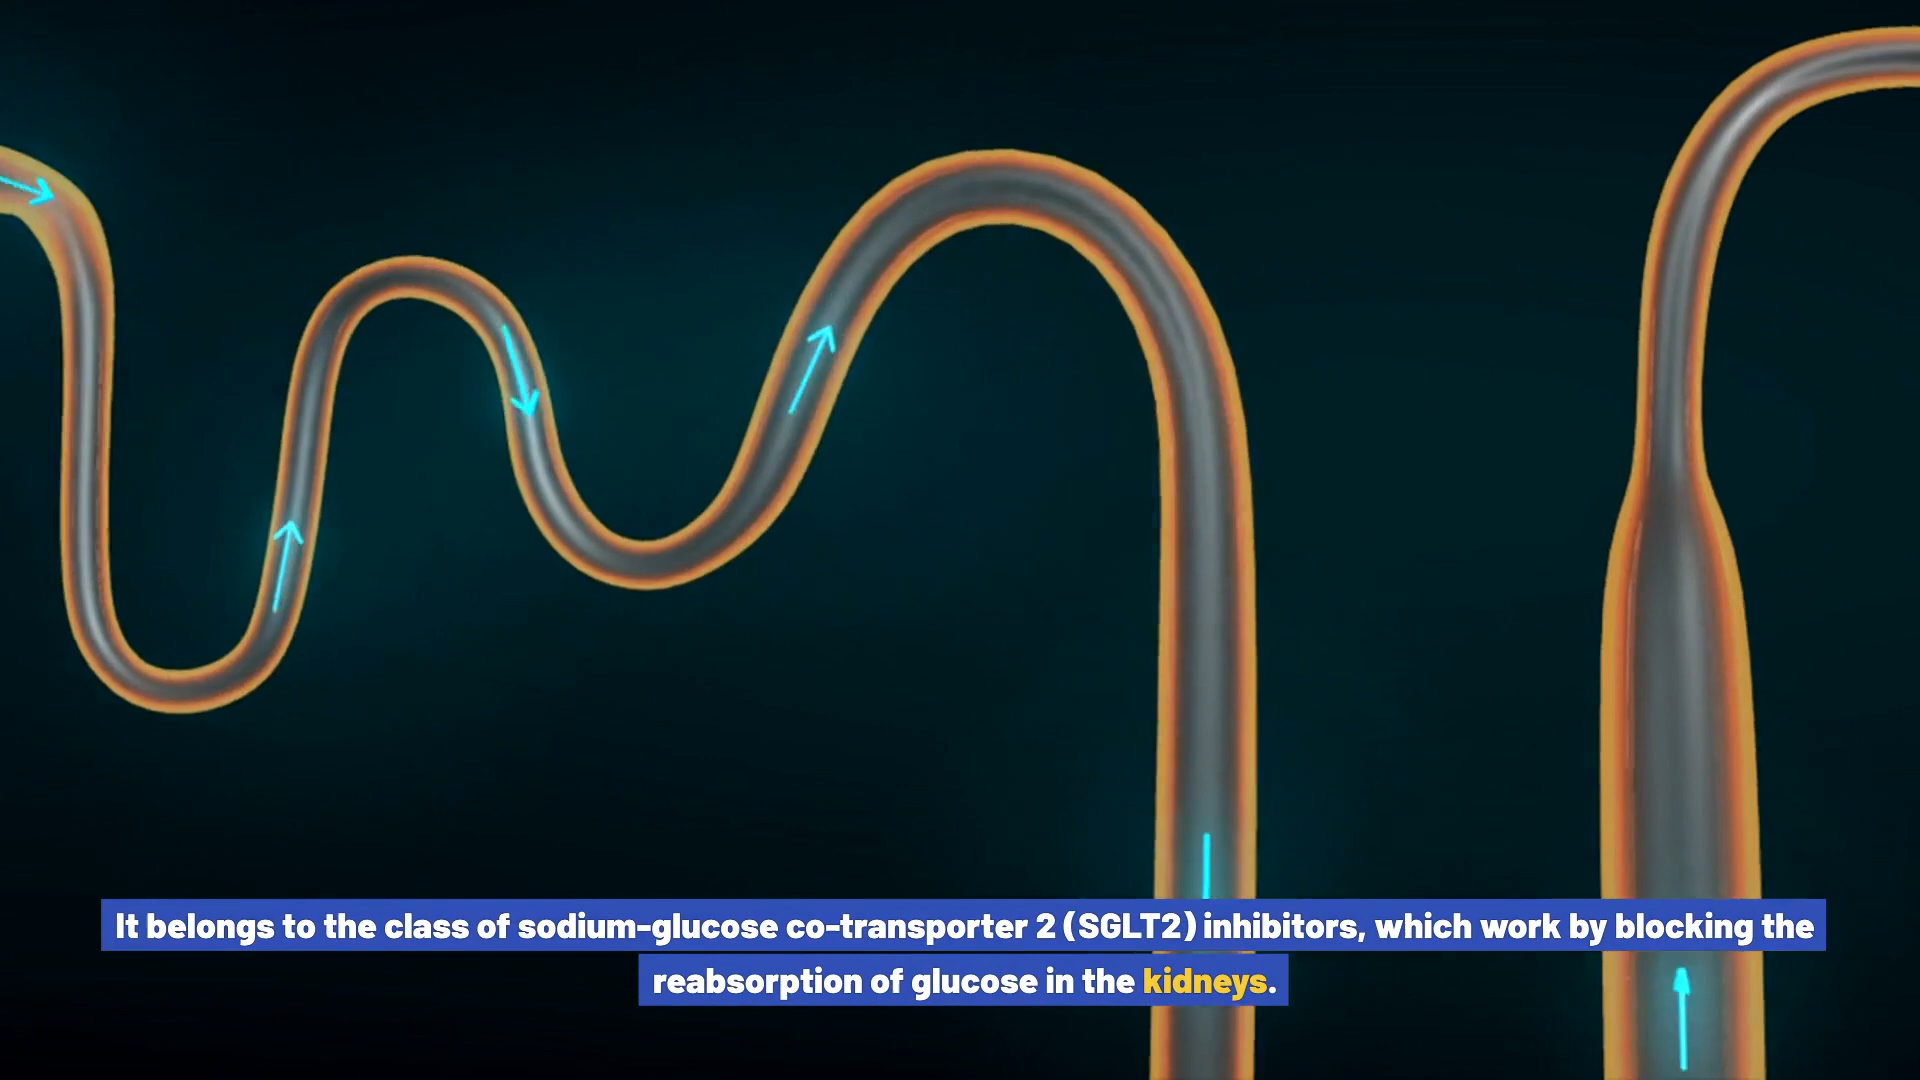 It belongs to the class of sodium-glucose co-transporter 2 (SGLT2) inhibitors, which work by blocking the
reabsorption of glucose in the kidneys.